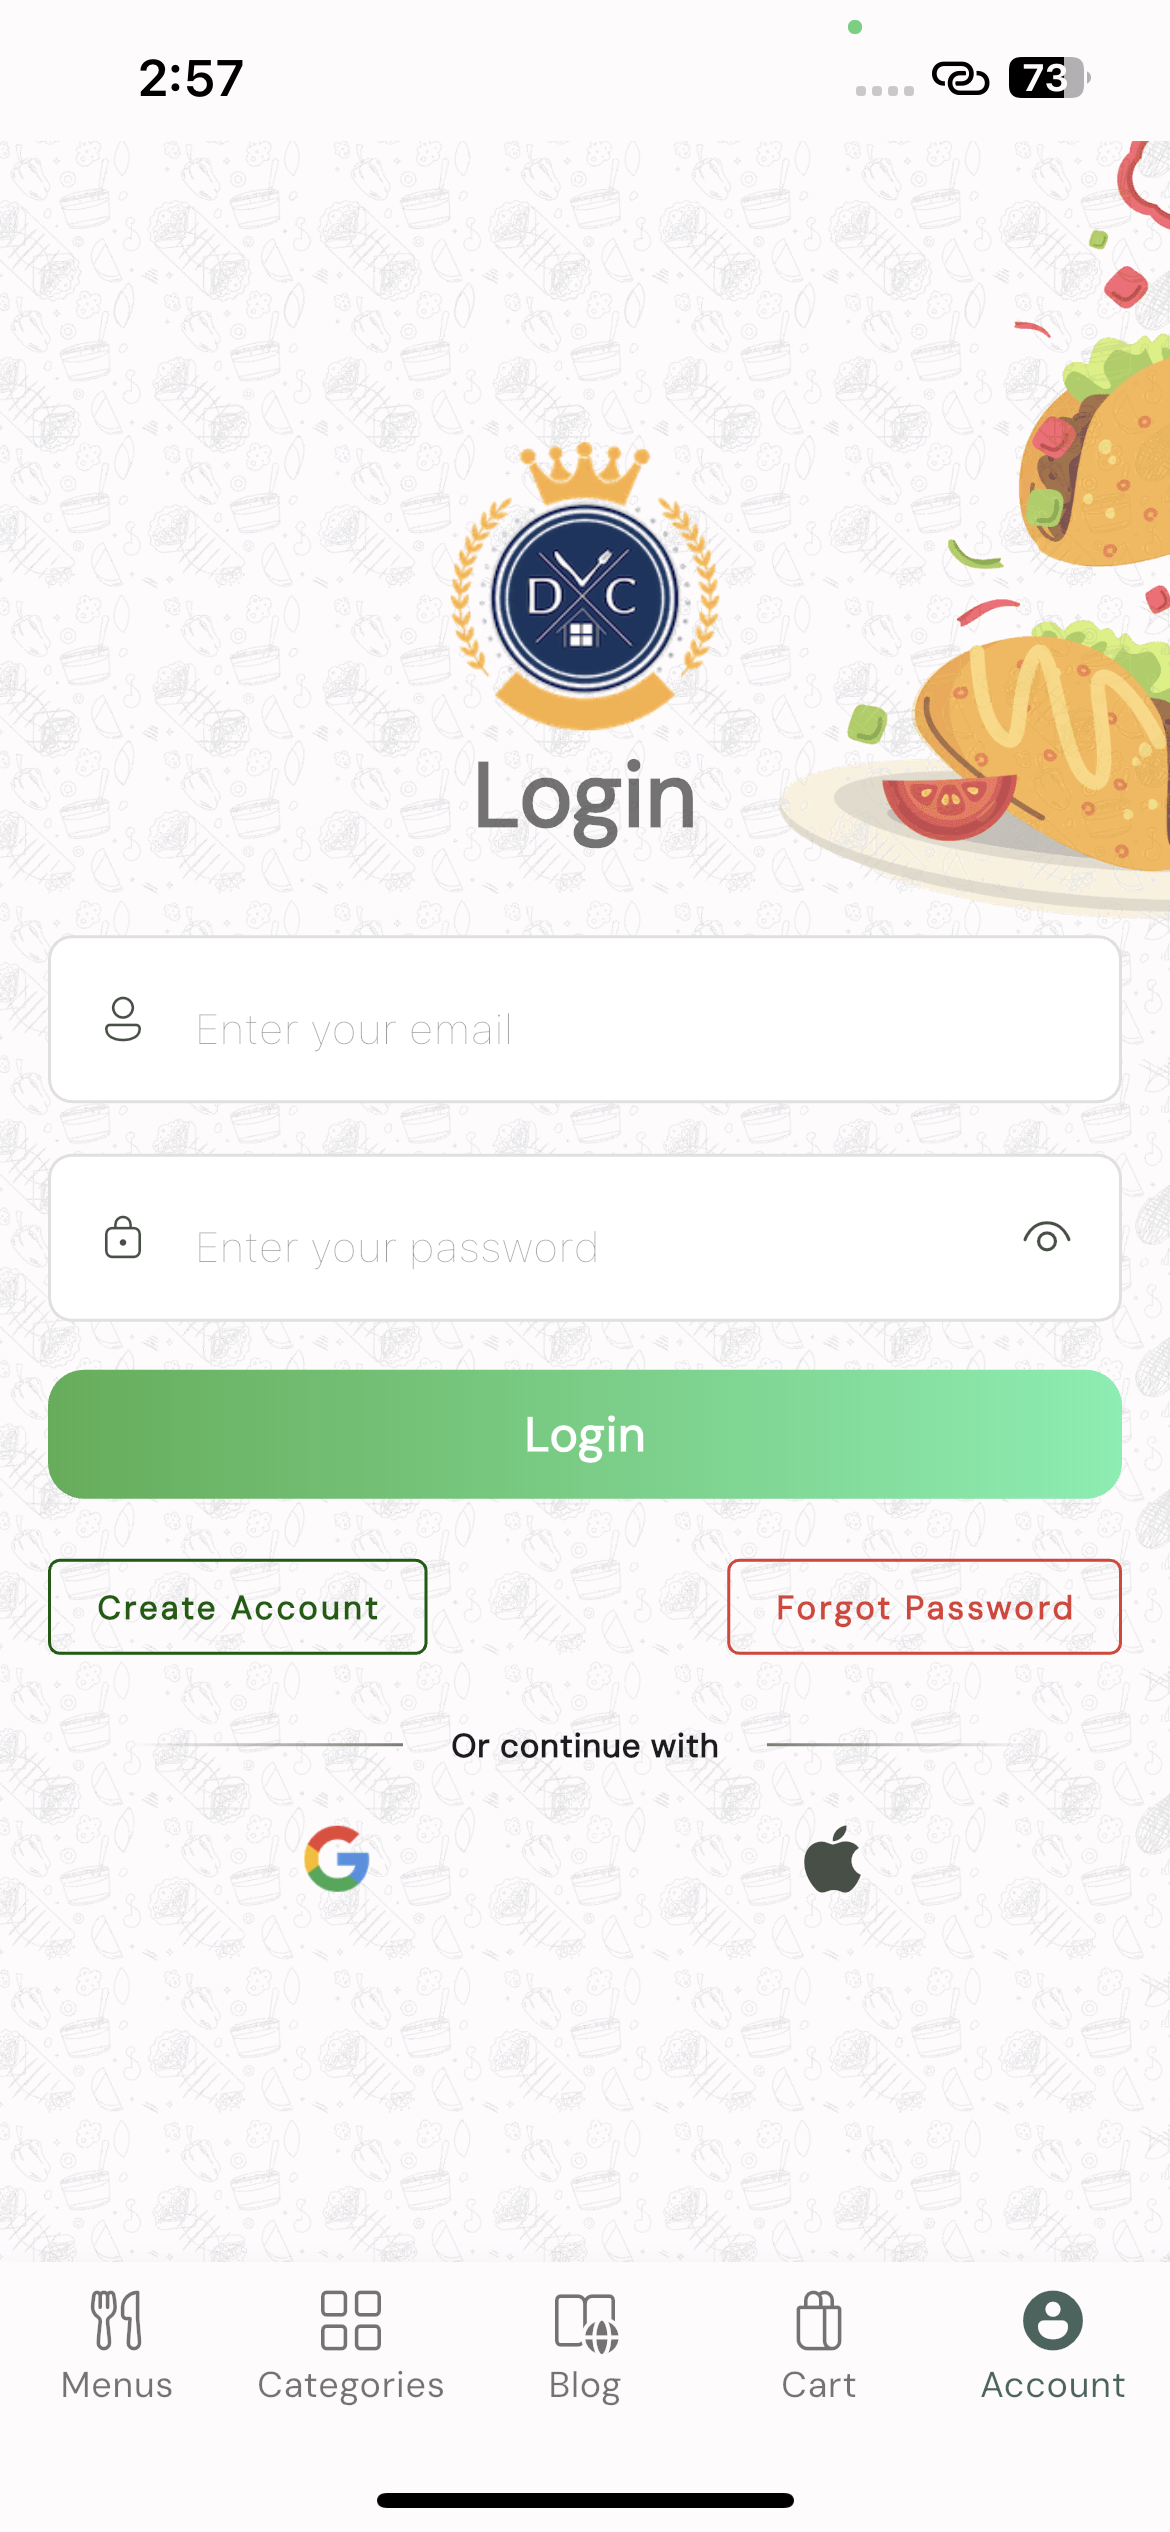 2:57
73
D C
Login
Enter your email
Enter your password
Login
Create Account
Forgot Password
Or continue with
Menus
Categories
Blog
Cart
Account